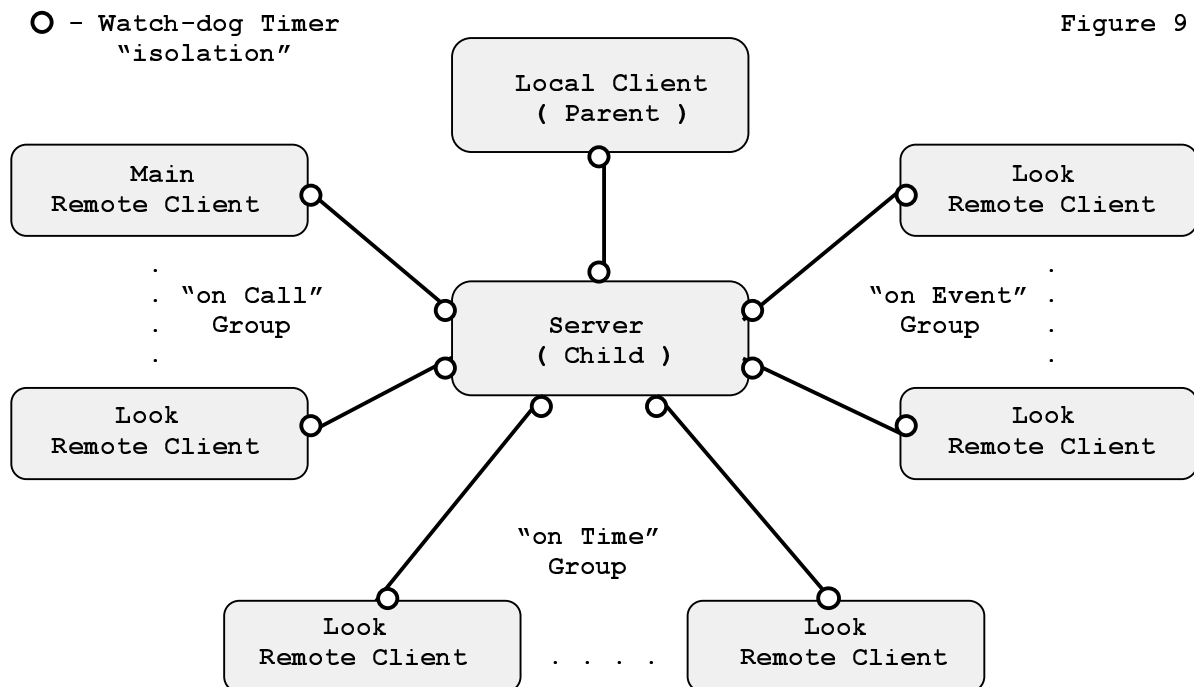 - Watch-dog Timer
“isolation”
Figure 9
Local Client
( Parent )
Main
Remote Client
Look
Remote Client
“on Call”
Group
“on Event”
Group
Server
( Child )
Look
Remote Client
Look
Remote Client
“on Time”
Group
Look
Remote Client
. . . .
Look
Remote Client